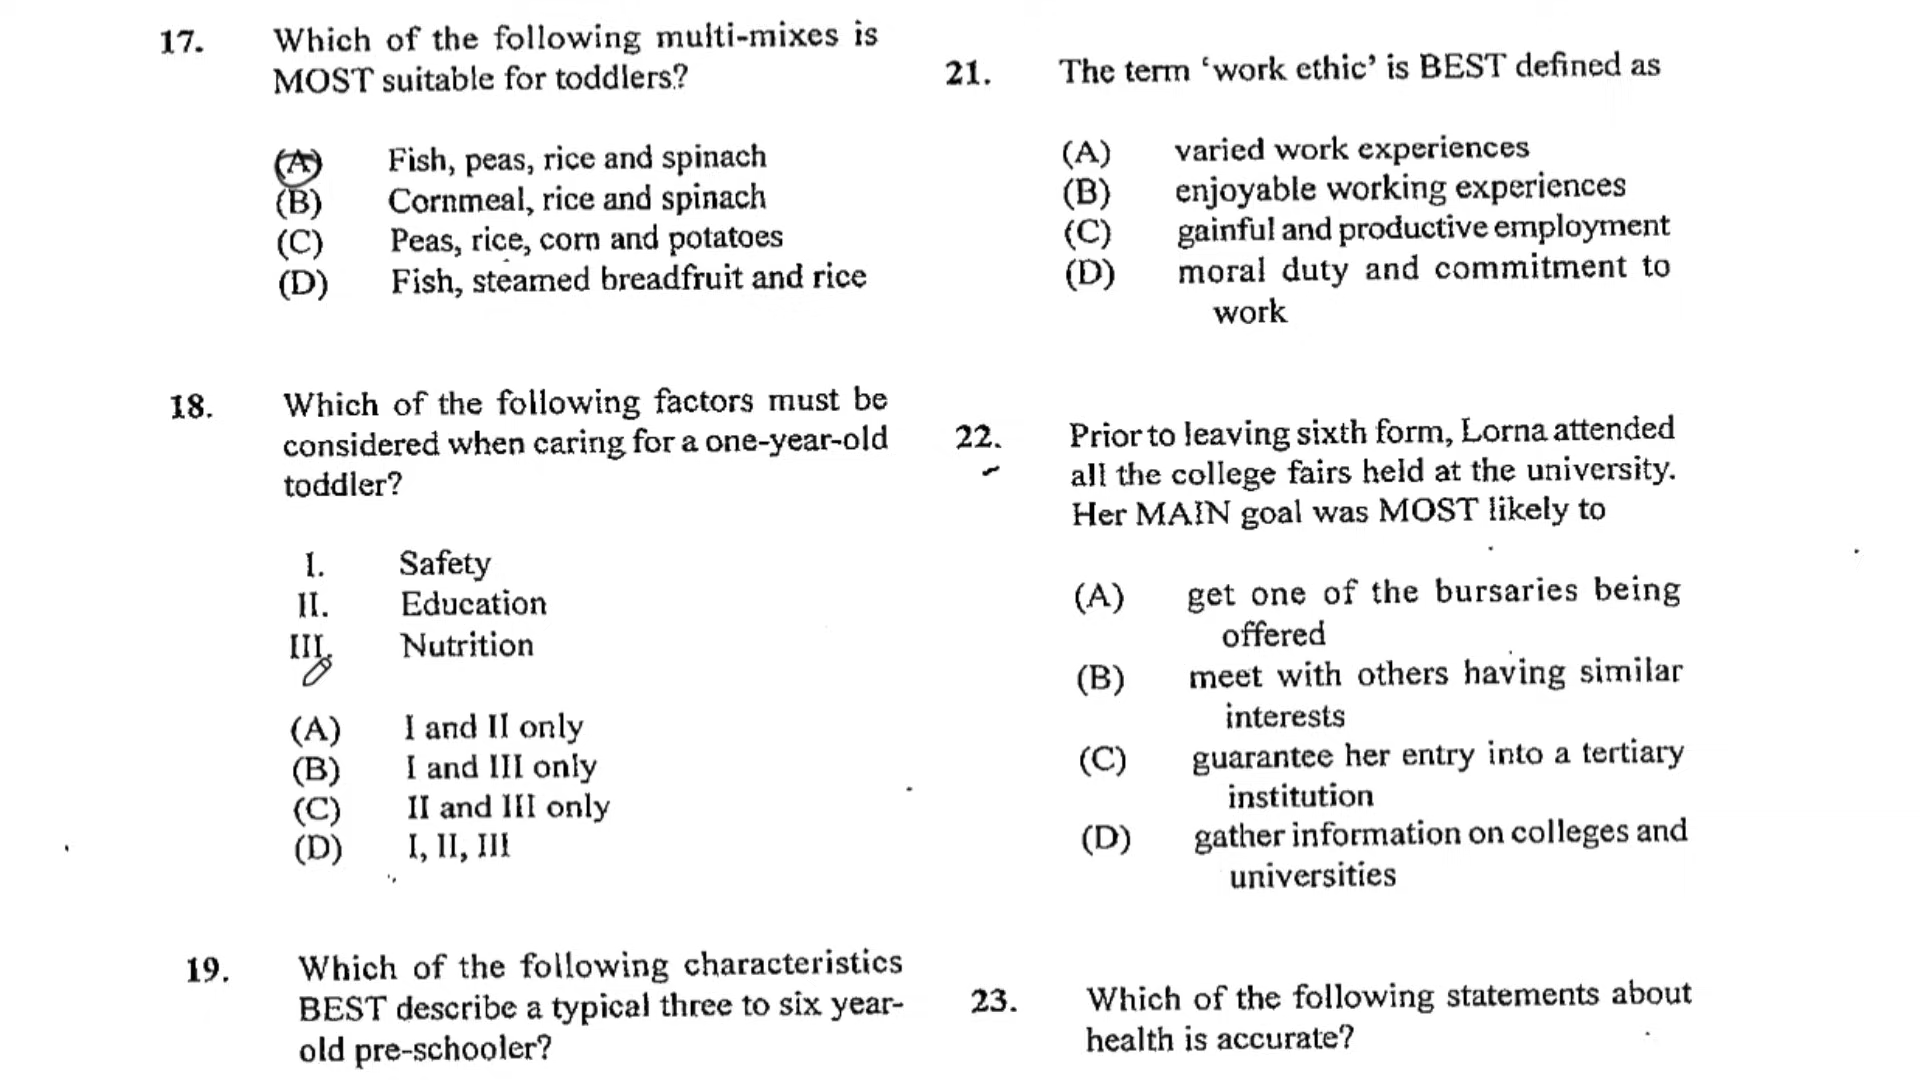 17. Which of the following multi-mixes is
MOST suitable for toddlers?
(A) Fish, peas, rice and spinach
(B) Cornmeal, rice and spinach
(C) Peas, rice, corn and potatoes
(D) Fish, steamed breadfruit and rice
18. Which of the following factors must be
considered when caring for a one-year-old
toddler?
I. Safety
II. Education
III. Nutrition
(A) I and II only
(B) I and III only
(C) II and III only
(D) I, II, III
19. Which of the following characteristics
BEST describe a typical three to six year-
old pre-schooler?
21. The term ‘work ethic’ is BEST defined as
(A) varied work experiences
(B) enjoyable working experiences
(C) gainful and productive employment
(D) moral duty and commitment to
work
22. Prior to leaving sixth form, Lorna attended
all the college fairs held at the university.
Her MAIN goal was MOST likely to
(A) get one of the bursaries being
offered
(B) meet with others having similar
interests
(C) guarantee her entry into a tertiary
institution
(D) gather information on colleges and
universities
23. Which of the following statements about
health is accurate?